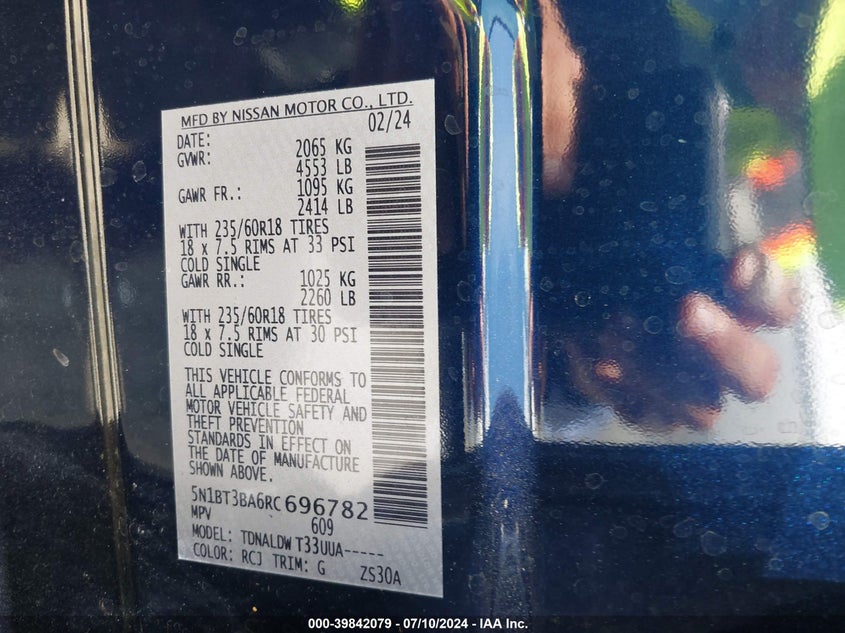 MFD BY NISSAN MOTOR CO., LTD.
DATE: 02/24
GVWR: 2065 KG
4553 LB
GAWR FR.: 1095 KG
2414 LB
WITH 235/60R18 TIRES
18 x 7.5 RIMS AT 33 PSI
COLD SINGLE
GAWR RR.: 1025 KG
2260 LB
WITH 235/60R18 TIRES
18 x 7.5 RIMS AT 30 PSI
COLD SINGLE
THIS VEHICLE CONFORMS TO
ALL APPLICABLE FEDERAL
MOTOR VEHICLE SAFETY AND
THEFT PREVENTION
STANDARDS IN EFFECT ON
THE DATE OF MANUFACTURE
SHOWN ABOVE.
5N1BT3BA6RC696782
MPV 609
MODEL: TDNALDW T33UUA-----
COLOR: RCJ TRIM: G ZS30A
000-39842079 - 07/10/2024 - IAA Inc.